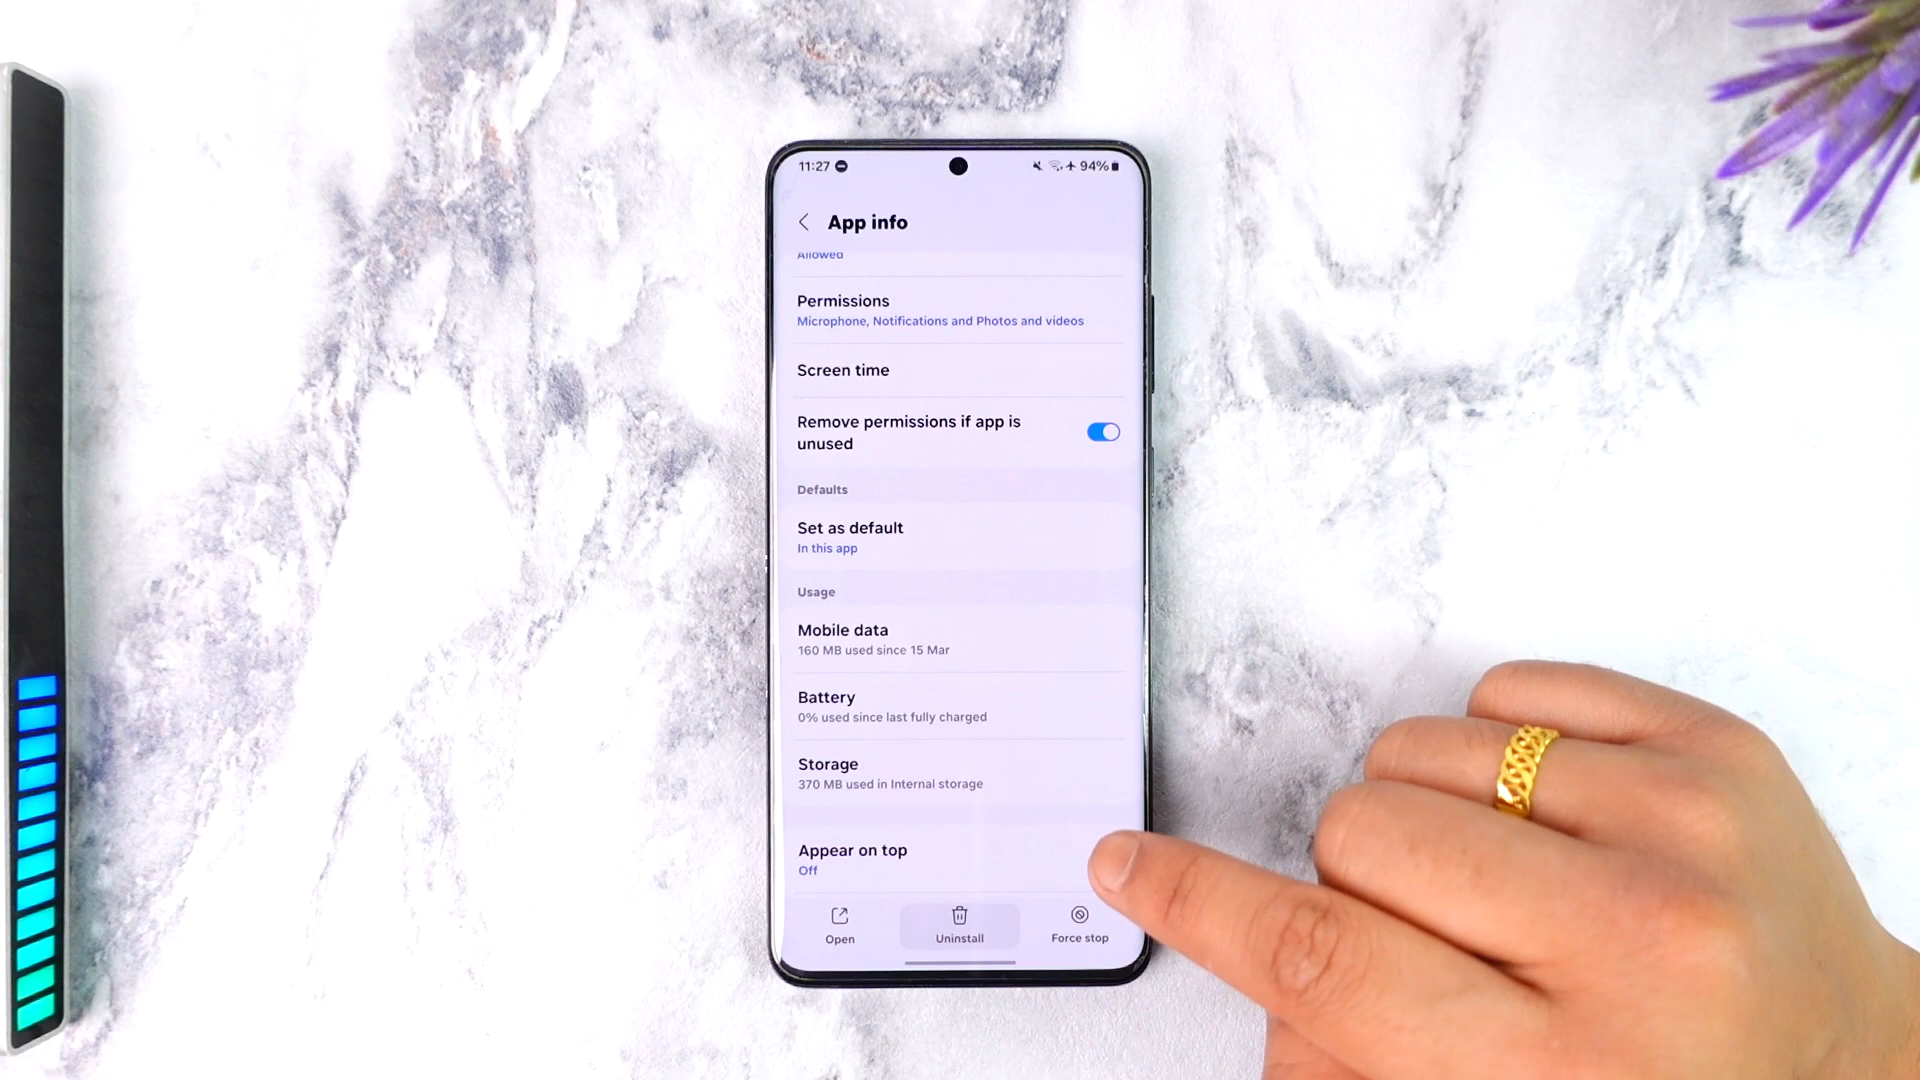 11:27
94%
App info
Allowed
Permissions
Microphone, Notifications and Photos and videos
Screen time
Remove permissions if app is
unused
Defaults
Set as default
In this app
Usage
Mobile data
160 MB used since 15 Mar
Battery
0% used since last fully charged
Storage
370 MB used in Internal storage
Appear on top
Off
Open
Uninstall
Force stop